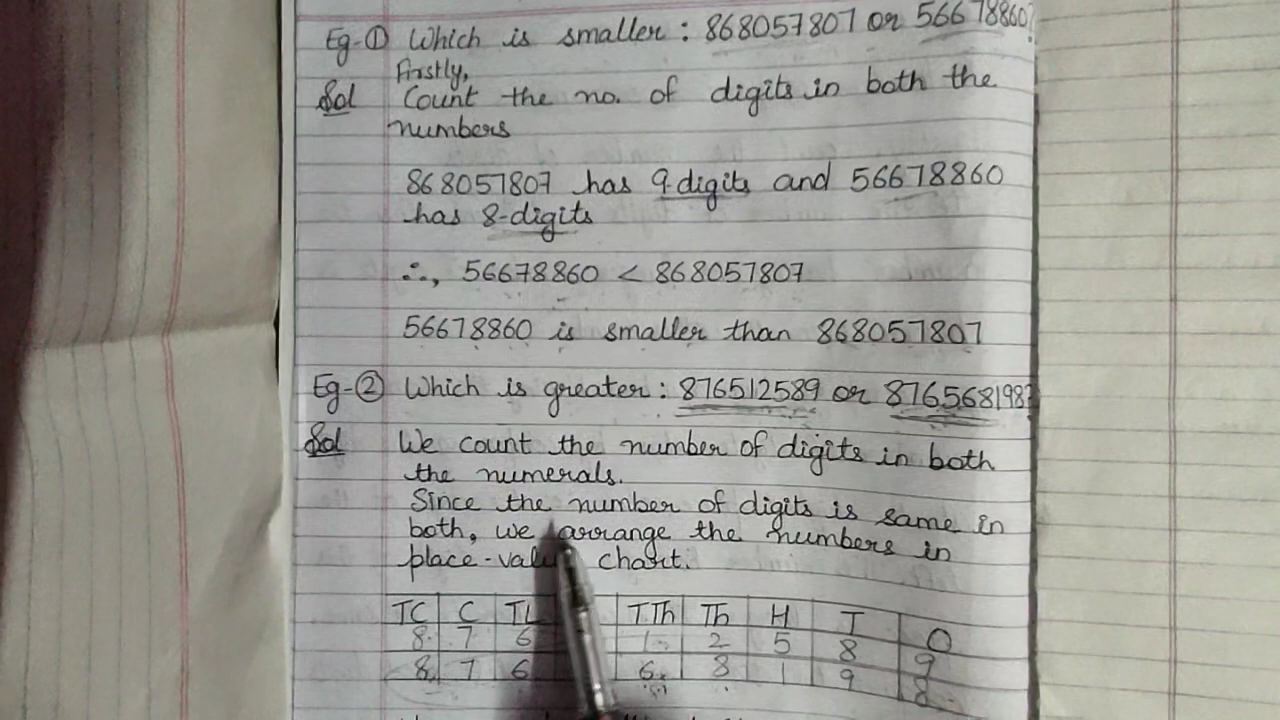 Eg-① Which is smaller : 868057807 or 56678860?
Firstly,
Sol Count the no. of digits in both the
numbers
868057807 has 9-digits and 56678860
has 8-digits
∴, 56678860 < 868057807
56678860 is smaller than 868057807
Eg-② Which is greater : 876512589 or 876568198?
Sol We count the number of digits in both
the numerals.
Since the number of digits is same in
both, we arrange the numbers in
place-value chart.
TC C TL T.Th Th H T O
8 7 6 1 2 5 8 9
8 7 6 6 8 1 9 8